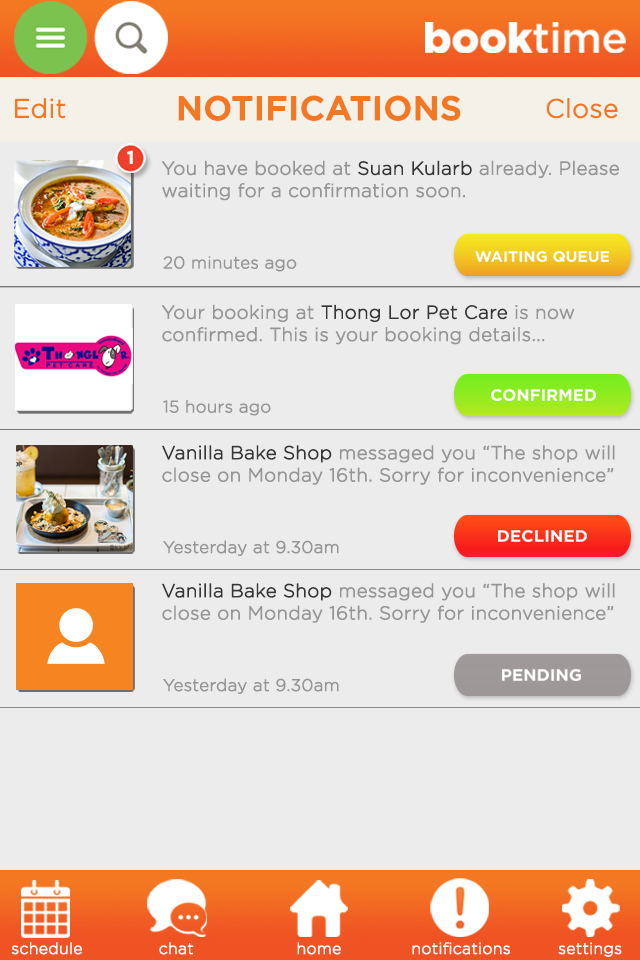 booktime
Edit
NOTIFICATIONS
Close
1
You have booked at Suan Kularb already. Please
waiting for a confirmation soon.
20 minutes ago
WAITING QUEUE
THONGLOR
PET CARE
Your booking at Thong Lor Pet Care is now
confirmed. This is your booking details...
15 hours ago
CONFIRMED
Vanilla Bake Shop messaged you “The shop will
close on Monday 16th. Sorry for inconvenience”
Yesterday at 9.30am
DECLINED
Vanilla Bake Shop messaged you “The shop will
close on Monday 16th. Sorry for inconvenience”
Yesterday at 9.30am
PENDING
schedule
chat
home
notifications
settings